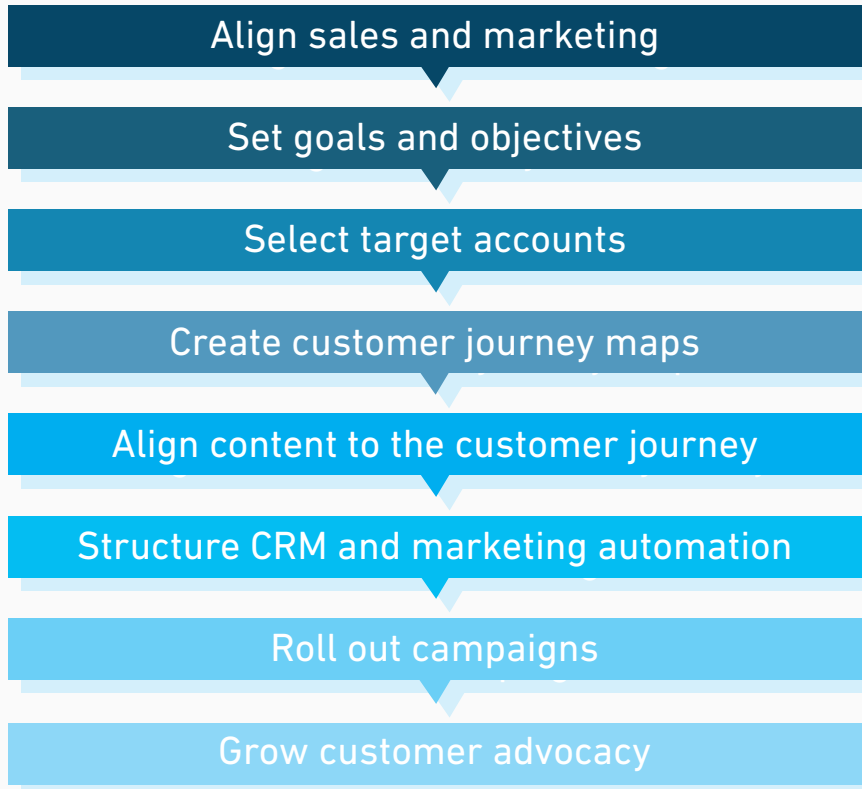 Align sales and marketing
Set goals and objectives
Select target accounts
Create customer journey maps
Align content to the customer journey
Structure CRM and marketing automation
Roll out campaigns
Grow customer advocacy